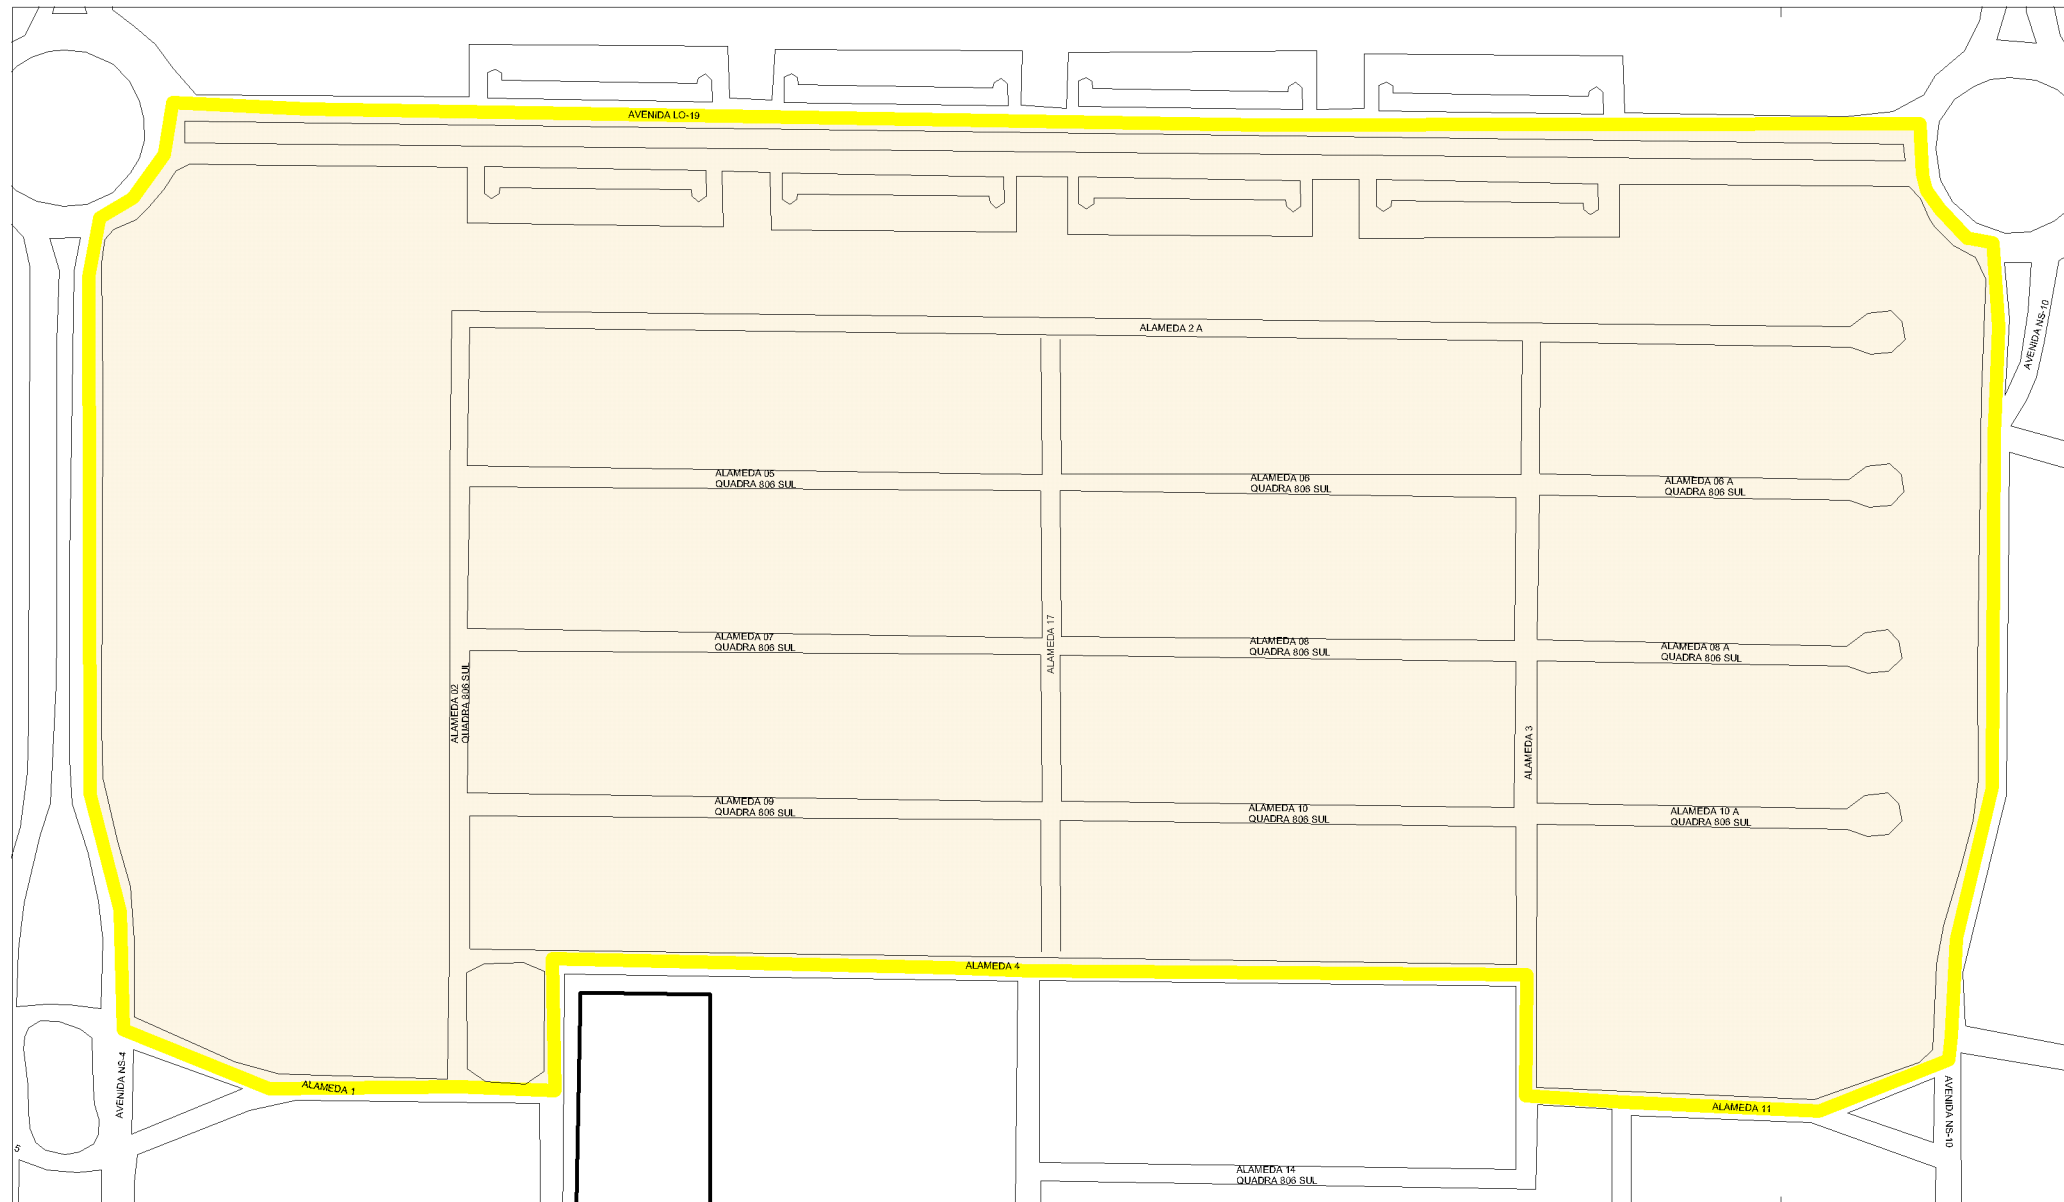 AVENIDA LO-19
AVENIDA NS-10
ALAMEDA 2 A
ALAMEDA 05
QUADRA 806 SUL
ALAMEDA 06
QUADRA 806 SUL
ALAMEDA 06 A
QUADRA 806 SUL
ALAMEDA 07
QUADRA 806 SUL
ALAMEDA 17
ALAMEDA 08
QUADRA 806 SUL
ALAMEDA 08 A
QUADRA 806 SUL
ALAMEDA 02
QUADRA 806 SUL
ALAMEDA 3
ALAMEDA 09
QUADRA 806 SUL
ALAMEDA 10
QUADRA 806 SUL
ALAMEDA 10 A
QUADRA 806 SUL
ALAMEDA 4
AVENIDA NS-4
ALAMEDA 1
ALAMEDA 11
AVENIDA NS-10
5
ALAMEDA 14
QUADRA 806 SUL